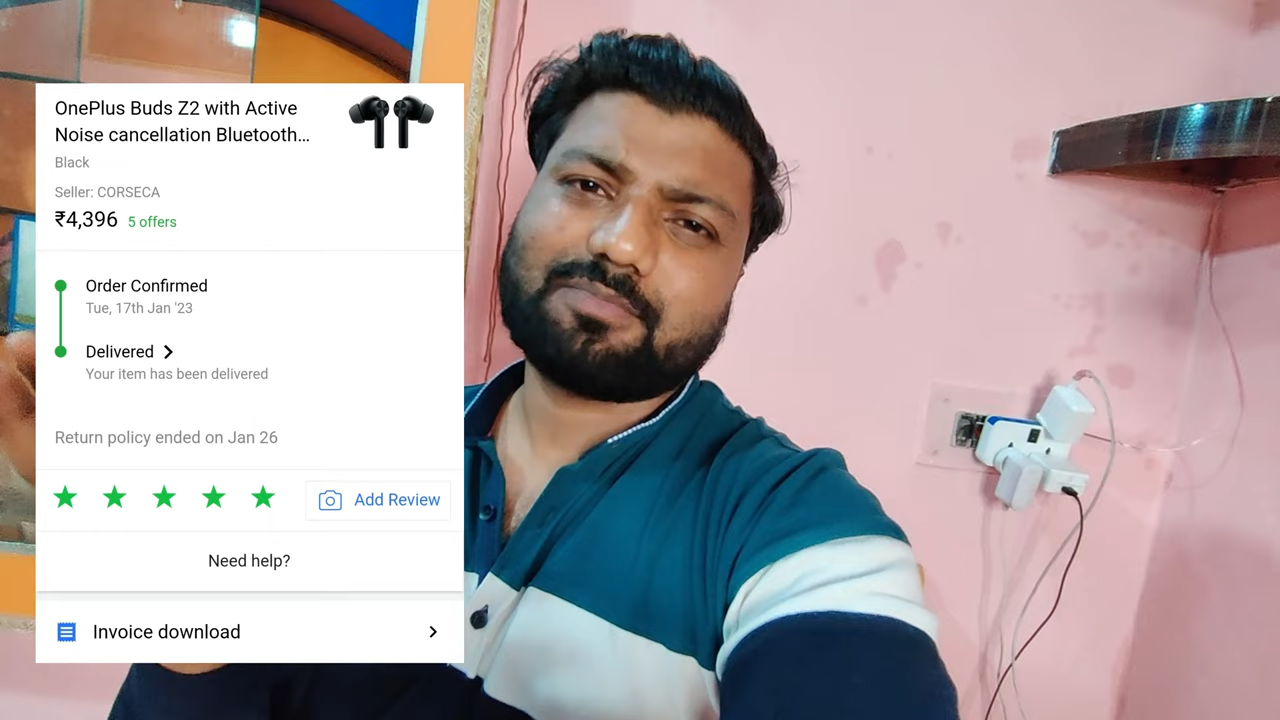 OnePlus Buds Z2 with Active
Noise cancellation Bluetooth...
Black
Seller: CORSECA
₹4,396 5 offers
Order Confirmed
Tue, 17th Jan '23
Delivered
Your item has been delivered
Return policy ended on Jan 26
Add Review
Need help?
Invoice download